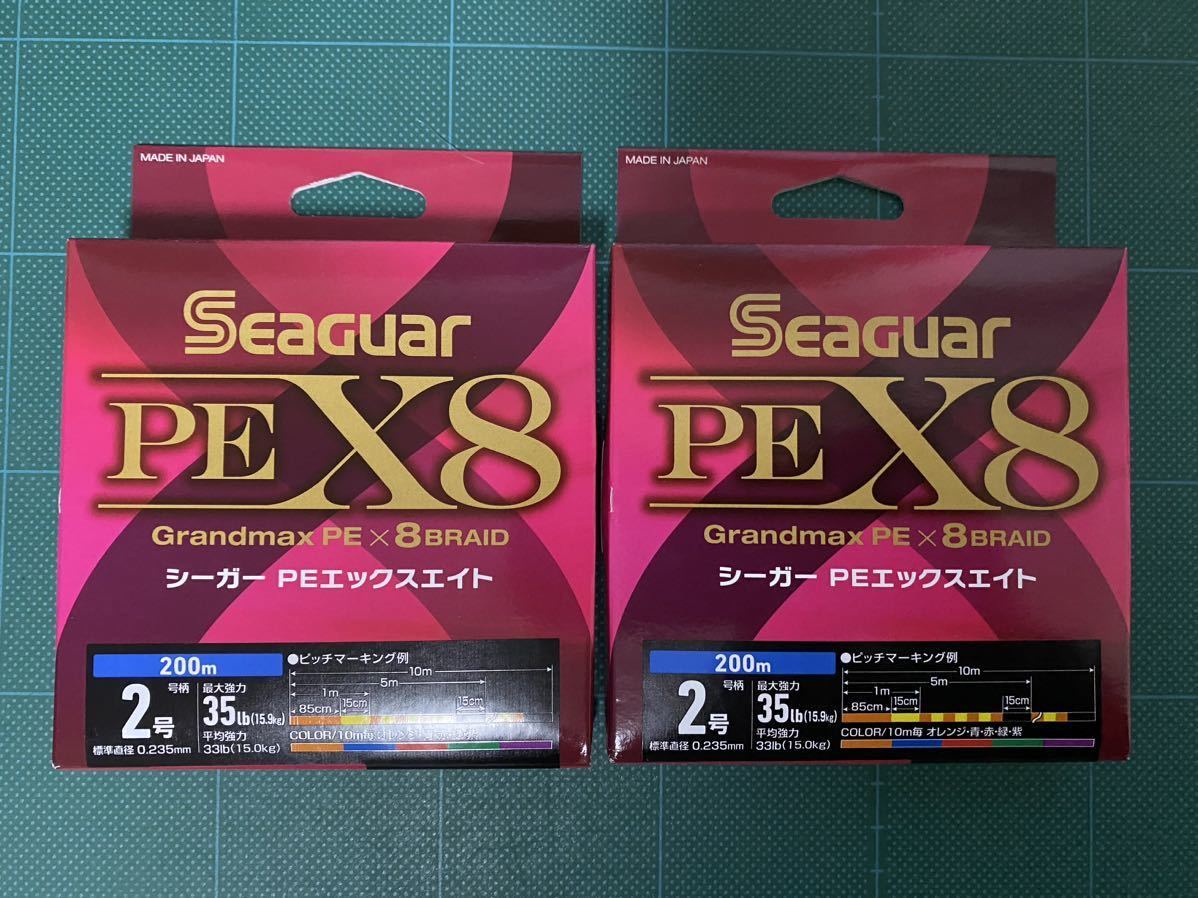 MADE IN JAPAN
SEAGUAR
PE X8
Grandmax PE × 8 BRAID
シーガー PEエックスエイト
200m
2号
号柄
最大強力
35lb(15.9kg)
平均強力
標準直径 0.235mm 33lb(15.0kg)
●ピッチマーキング例
10m
5m
1m
85cm 15cm 15cm
COLOR/10m毎 オレンジ
MADE IN JAPAN
SEAGUAR
PE X8
Grandmax PE × 8 BRAID
シーガー PEエックスエイト
200m
2号
号柄
最大強力
35lb(15.9kg)
平均強力
標準直径 0.235mm 33lb(15.0kg)
●ピッチマーキング例
10m
5m
1m
85cm 15cm 15cm
COLOR/10m毎 オレンジ・青・赤・緑・紫